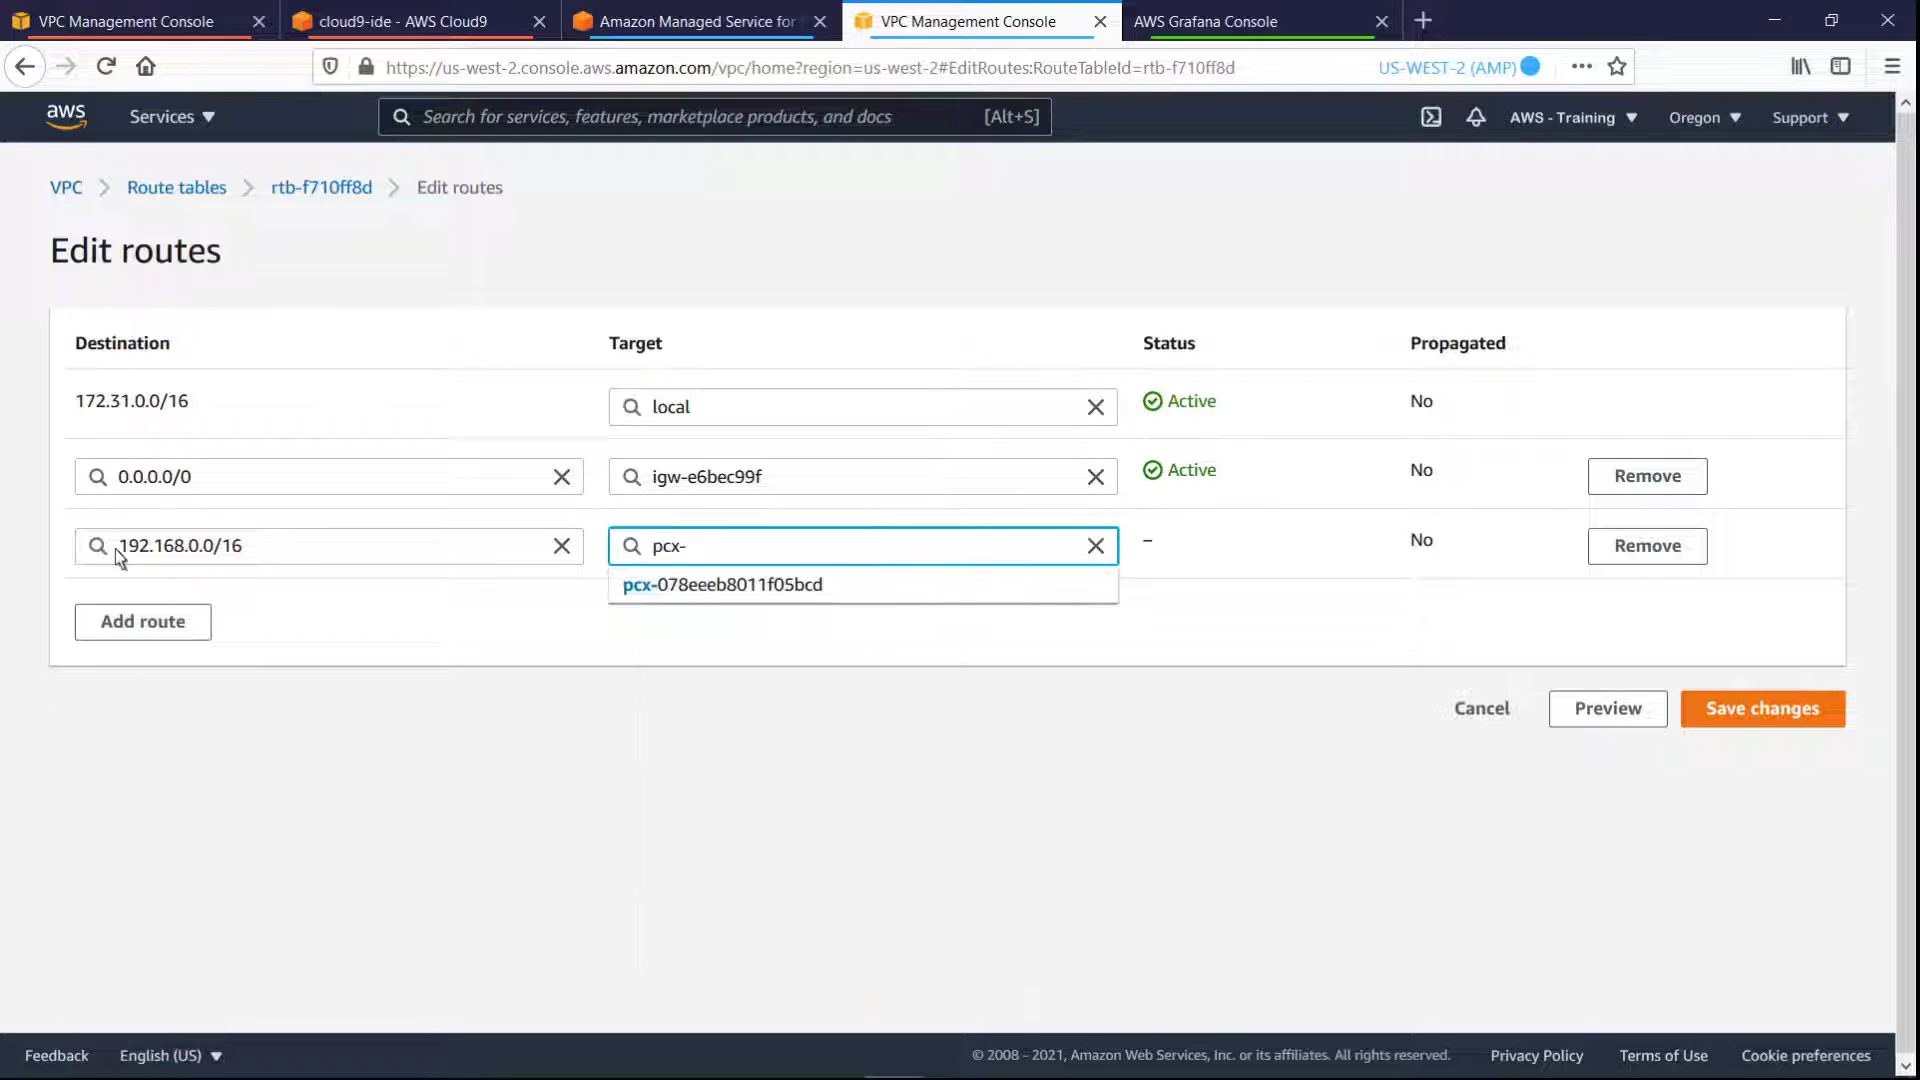 VPC Management Console
cloud9-ide - AWS Cloud9
Amazon Managed Service for
VPC Management Console
AWS Grafana Console
https://us-west-2.console.aws.amazon.com/vpc/home?region=us-west-2#EditRoutes:RouteTableId=rtb-f710ff8d
US-WEST-2 (AMP)
aws
Services
Search for services, features, marketplace products, and docs
[Alt+S]
AWS - Training
Oregon
Support
VPC
Route tables
rtb-f710ff8d
Edit routes
Edit routes
Destination
Target
Status
Propagated
172.31.0.0/16
local
Active
No
0.0.0.0/0
igw-e6bec99f
Active
No
Remove
192.168.0.0/16
pcx-
–
No
Remove
pcx-078eeeb8011f05bcd
Add route
Cancel
Preview
Save changes
Feedback
English (US)
© 2008 - 2021, Amazon Web Services, Inc. or its affiliates. All rights reserved.
Privacy Policy
Terms of Use
Cookie preferences